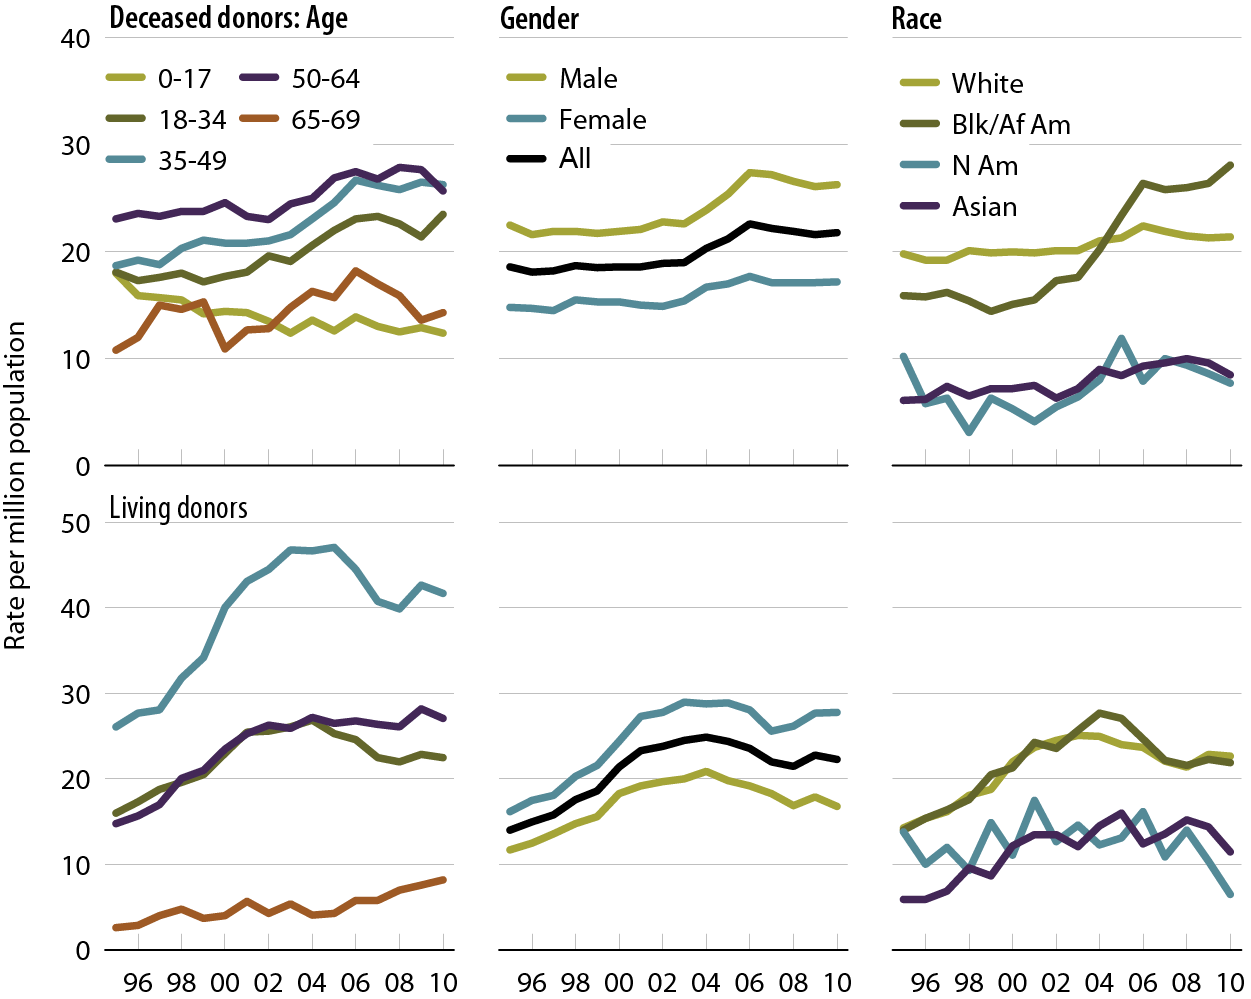 Deceased donors: Age
Gender
Race
40
30
20
10
0
0-17
50-64
18-34
65-69
35-49
Male
Female
All
White
Blk/Af Am
N Am
Asian
Rate per million population
Living donors
50
40
30
20
10
0
96 98 00 02 04 06 08 10
96 98 00 02 04 06 08 10
96 98 00 02 04 06 08 10